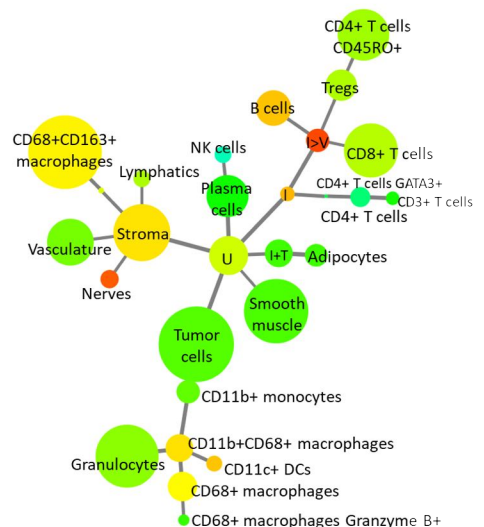 CD4+ T cells
CD45RO+
Tregs
B cells
I>V
CD8+ T cells
NK cells
CD68+CD163+
macrophages
Lymphatics
Plasma
cells
I
CD4+ T cells GATA3+
CD3+ T cells
CD4+ T cells
Stroma
Vasculature
U
I+T
Adipocytes
Nerves
Smooth
muscle
Tumor
cells
CD11b+ monocytes
CD11b+CD68+ macrophages
Granulocytes
CD11c+ DCs
CD68+ macrophages
CD68+ macrophages Granzyme B+